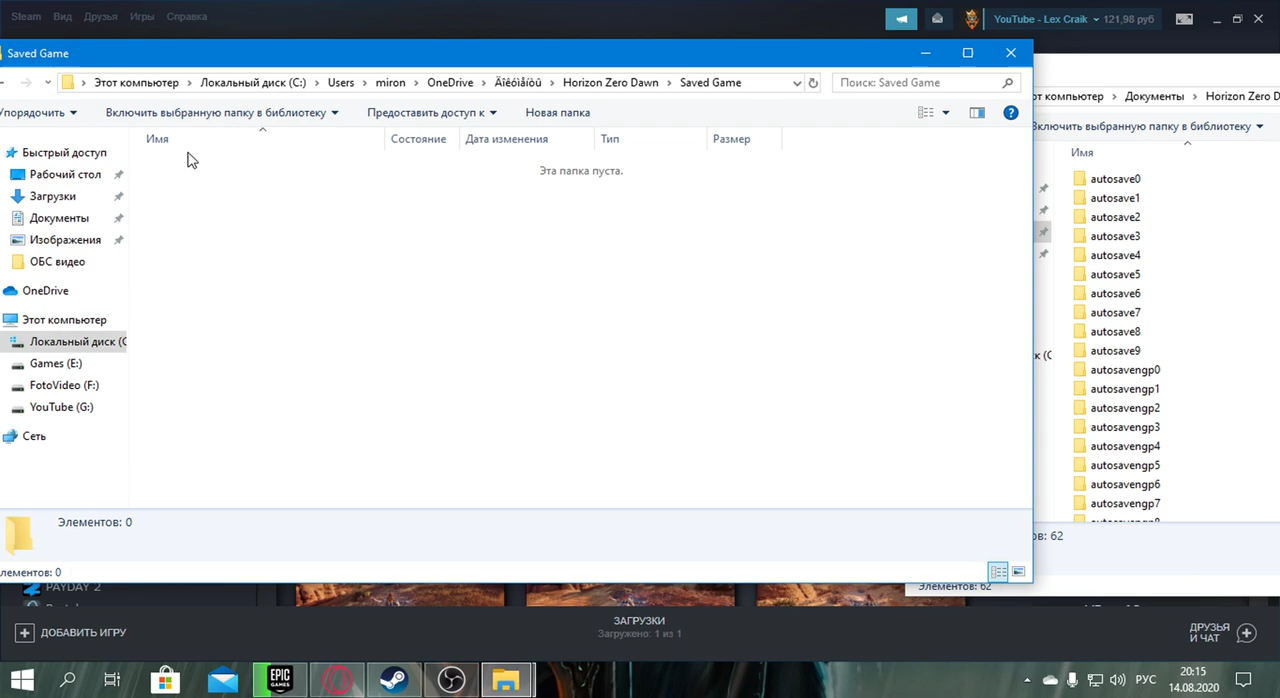 Steam Вид Друзья Игры Справка
YouTube - Lex Craik 121,98 руб
Saved Game
Этот компьютер Локальный диск (C:) Users miron OneDrive Äîêóìåíòû Horizon Zero Dawn Saved Game
Поиск: Saved Game
Упорядочить Включить выбранную папку в библиотеку Предоставить доступ к Новая папка
Имя Состояние Дата изменения Тип Размер
Эта папка пуста.
Быстрый доступ
Рабочий стол
Загрузки
Документы
Изображения
ОБС видео
OneDrive
Этот компьютер
Локальный диск (C
Games (E:)
FotoVideo (F:)
YouTube (G:)
Сеть
Элементов: 0
лементов: 0
от компьютер Документы Horizon Zero D
Включить выбранную папку в библиотеку
Имя
autosave0
autosave1
autosave2
autosave3
autosave4
autosave5
autosave6
autosave7
autosave8
autosave9
autosavengp0
autosavengp1
autosavengp2
autosavengp3
autosavengp4
autosavengp5
autosavengp6
autosavengp7
autosavengp8
к (C
ов: 62
Элементов: 62
PAYDAY 2
ДОБАВИТЬ ИГРУ
ЗАГРУЗКИ
Загружено: 1 из 1
ДРУЗЬЯ
И ЧАТ
EPIC
GAMES
РУС
20:15
14.08.2020